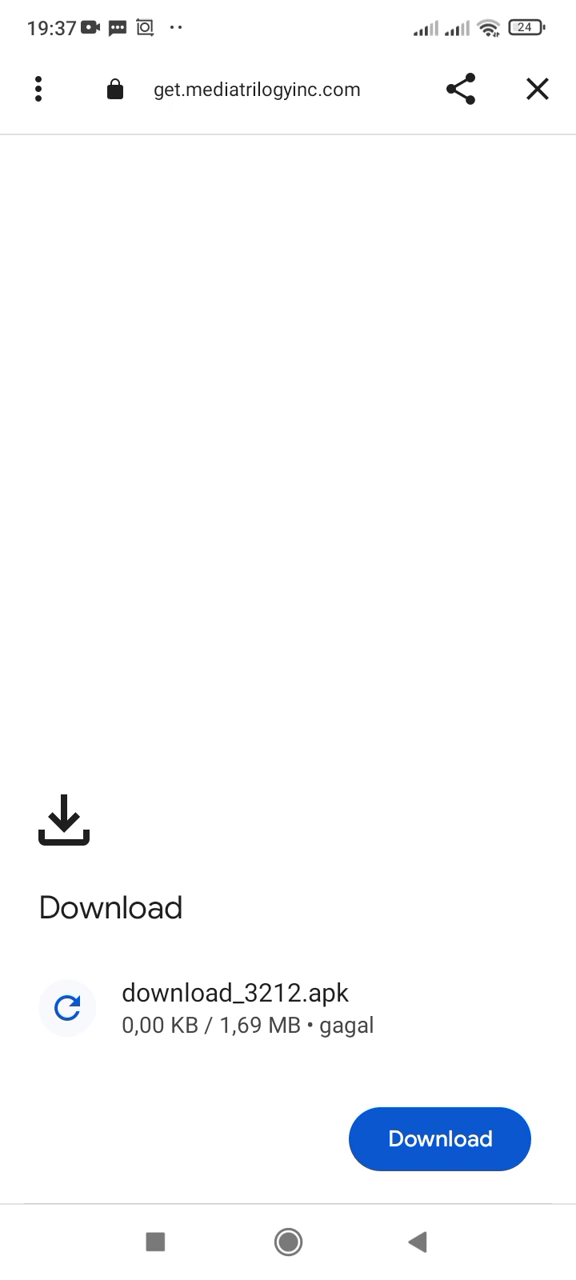 19:37
24
get.mediatrilogyinc.com
Download
download_3212.apk
0,00 KB / 1,69 MB • gagal
Download